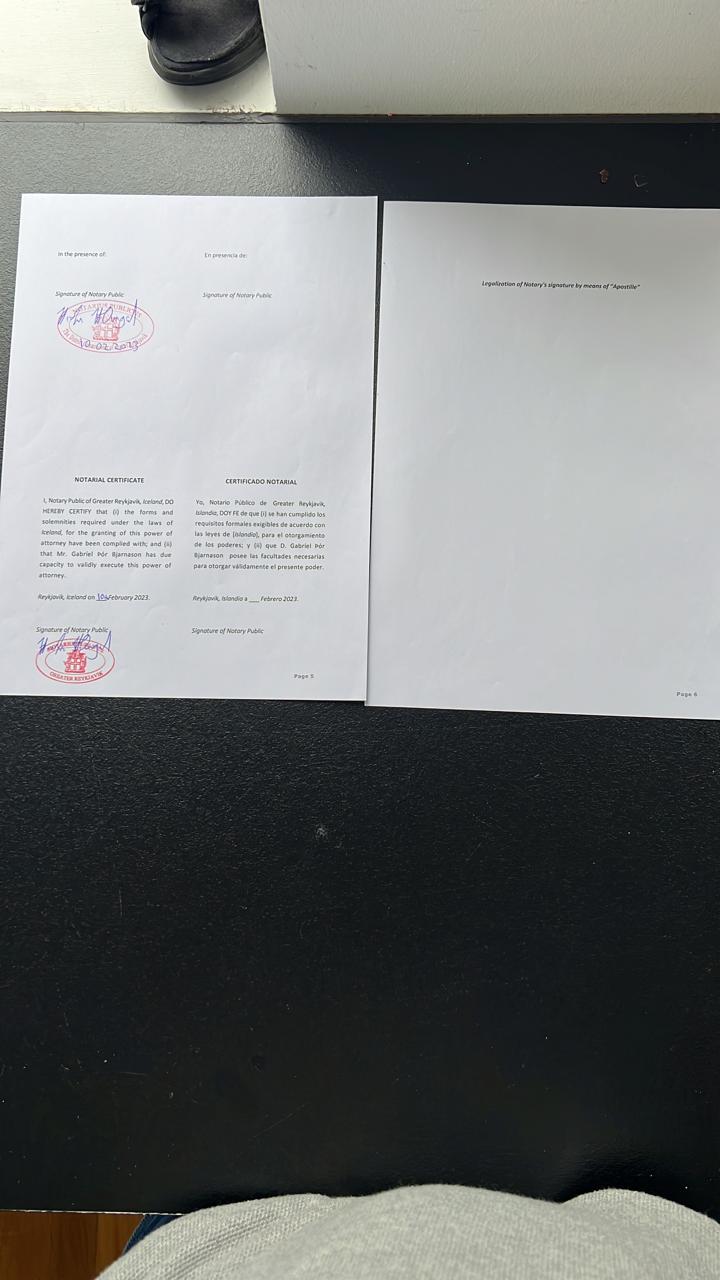 In the presence of:
En presencia de:
Signature of Notary Public
Signature of Notary Public
NOTARIUS PUBLICUS
10.02.2023
NOTARIAL CERTIFICATE
I, Notary Public of Greater Reykjavik, Iceland, DO
HEREBY CERTIFY that (i) the forms and
solemnities required under the laws of
Iceland, for the granting of this power of
attorney have been complied with; and (ii)
that Mr. Gabríel Þór Bjarnason has due
capacity to validly execute this power of
attorney.
Reykjavik, Iceland on 10th February 2023.
Signature of Notary Public
GREATER REYKJAVIK
CERTIFICADO NOTARIAL
Yo, Notario Público de Greater Reykjavik,
Islandia, DOY FE de que (i) se han cumplido los
requisitos formales exigibles de acuerdo con
las leyes de [Islandia], para el otorgamiento
de los poderes; y (ii) que D. Gabríel Þór
Bjarnason posee las facultades necesarias
para otorgar válidamente el presente poder.
Reykjavik, Islandia a ___ Febrero 2023.
Signature of Notary Public
Page 5
Legalization of Notary's signature by means of "Apostille"
Page 6